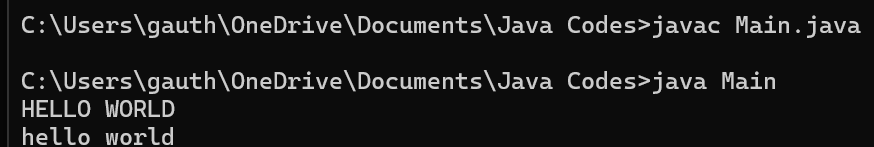 C:\Users\gauth\OneDrive\Documents\Java Codes>javac Main.java
C:\Users\gauth\OneDrive\Documents\Java Codes>java Main
HELLO WORLD
hello world